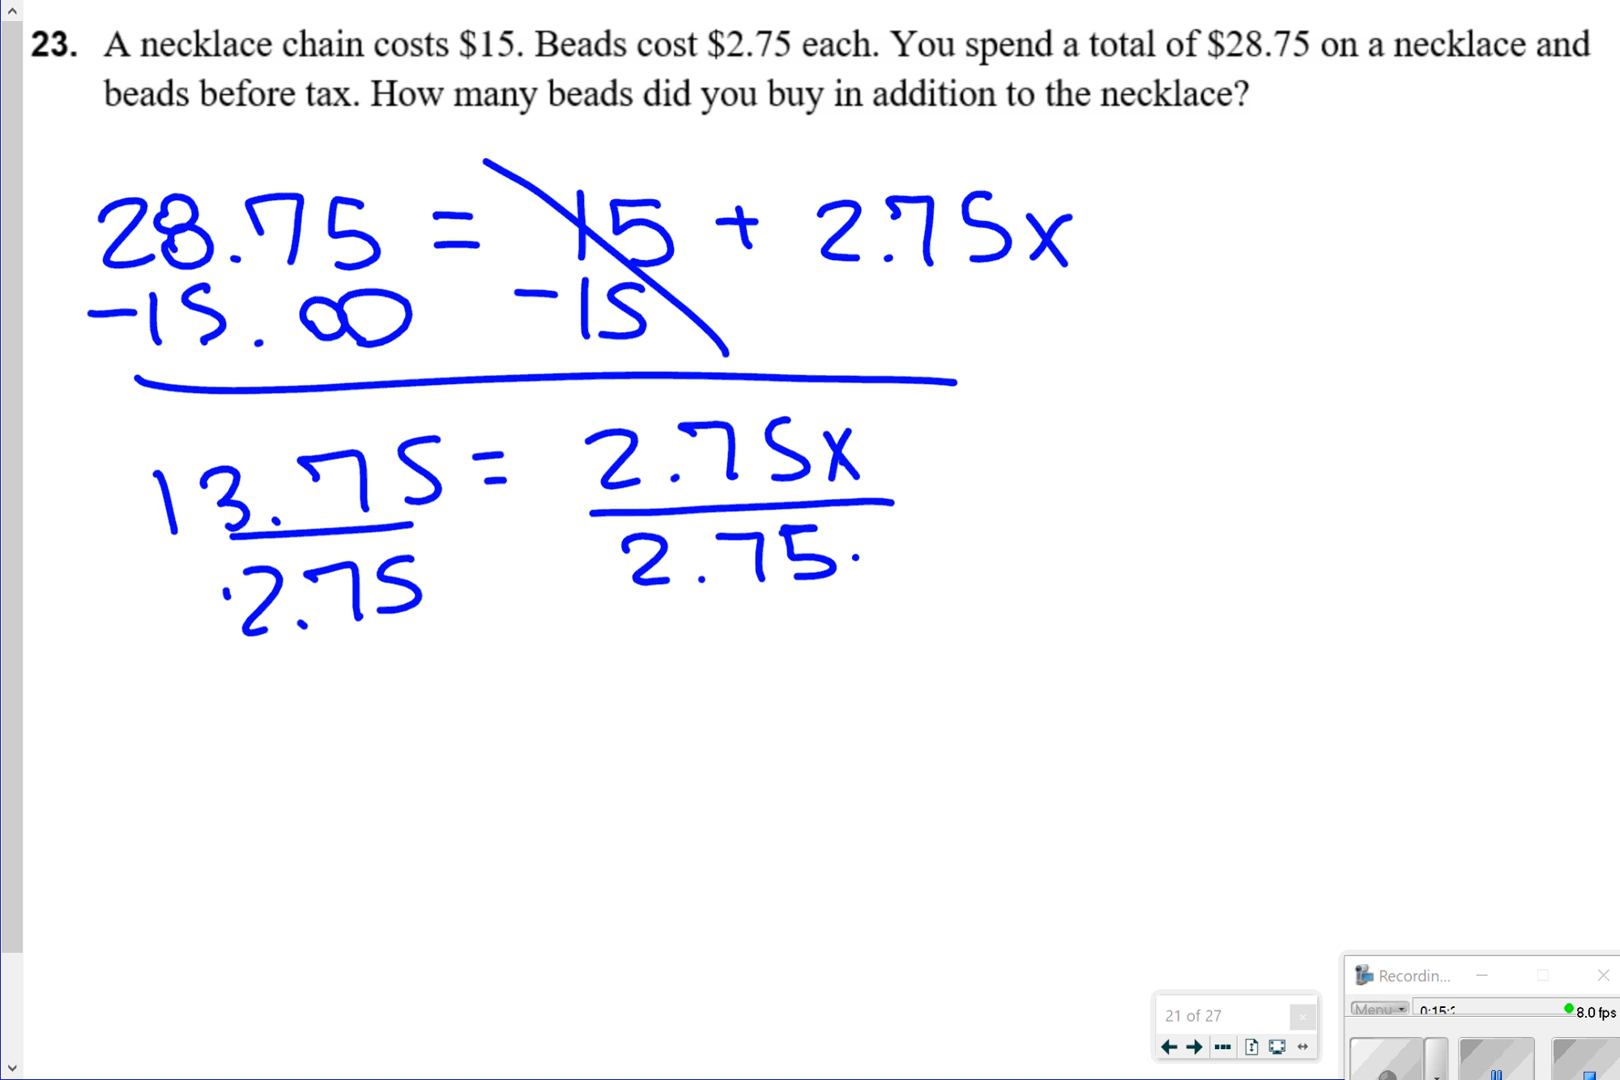 23. A necklace chain costs $15. Beads cost $2.75 each. You spend a total of $28.75 on a necklace and
beads before tax. How many beads did you buy in addition to the necklace?
28.75 = 15 + 2.75x
-15.00 -15
13.75 = 2.75x
2.75 2.75
Recordin...
21 of 27
Menu
8.0 fps